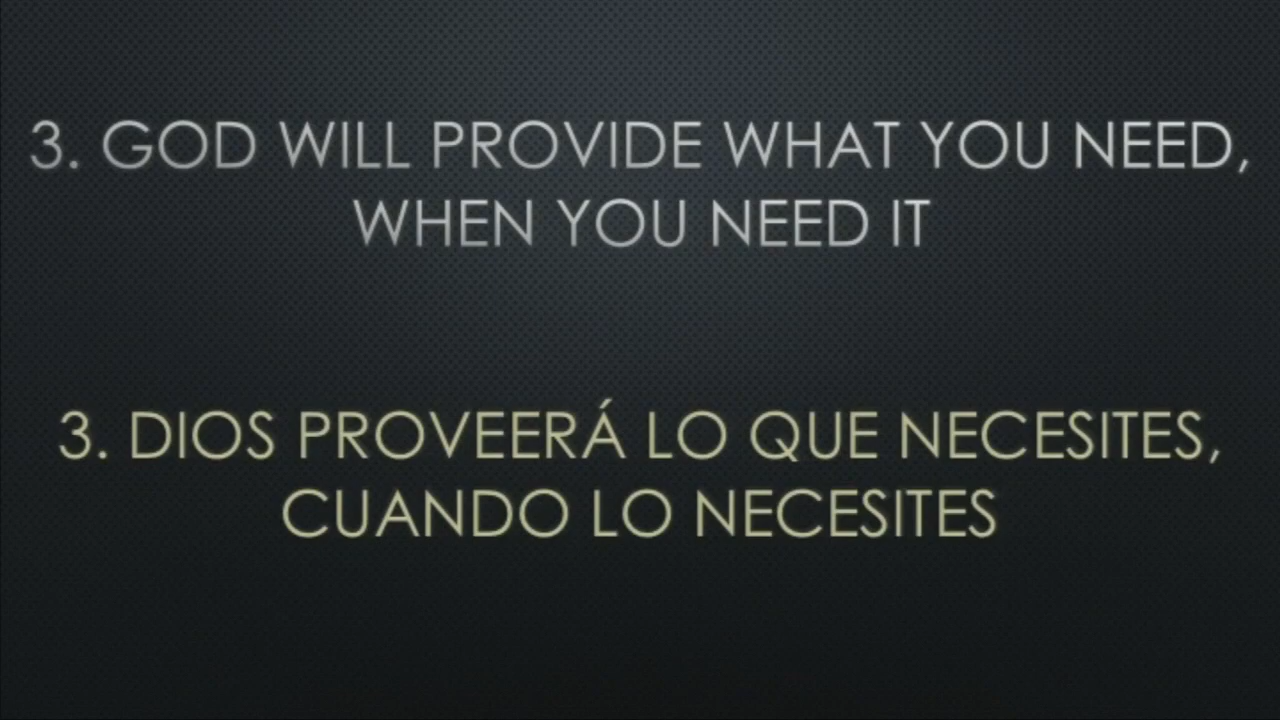 3. GOD WILL PROVIDE WHAT YOU NEED,
WHEN YOU NEED IT
3. DIOS PROVEERÁ LO QUE NECESITES,
CUANDO LO NECESITES